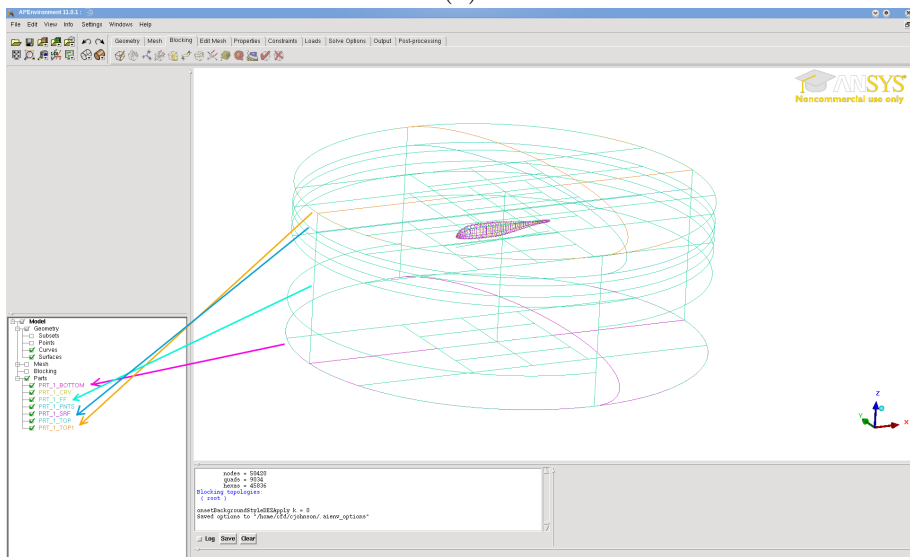 APEnvironment 11.0.1 :
File Edit View Info Settings Windows Help
Geometry Mesh Blocking Edit Mesh Properties Constraints Loads Solve Options Output Post-processing
ANSYS
Noncommercial use only
Model
Geometry
Subsets
Points
Curves
Surfaces
Mesh
Blocking
Parts
PRT_1_BOTTOM
PRT_1_CRV
PRT_1_FF
PRT_1_PNTS
PRT_1_SRF
PRT_1_TOP
PRT_1_TOP1
Z
Y
X
nodes = 50420
quads = 9034
hexas = 45836
Blocking topologies:
( root )
onsetBackgroundStyleDEZApply k = 0
Saved options to "/home/cfd/cjohnson/.aienv_options"
Log Save Clear